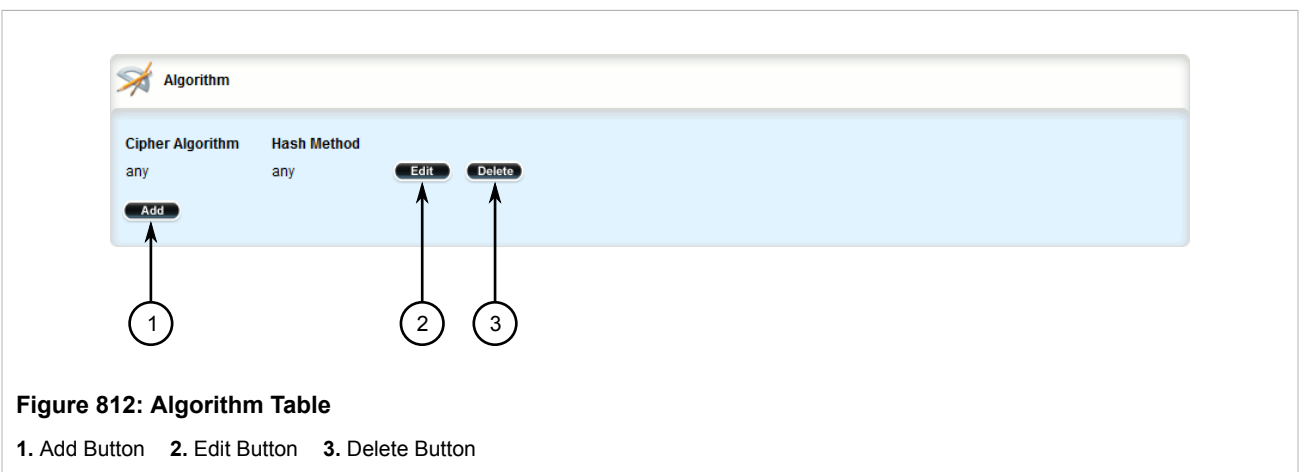 Algorithm
Cipher Algorithm Hash Method
any any Edit Delete
Add
1 2 3
Figure 812: Algorithm Table
1. Add Button 2. Edit Button 3. Delete Button